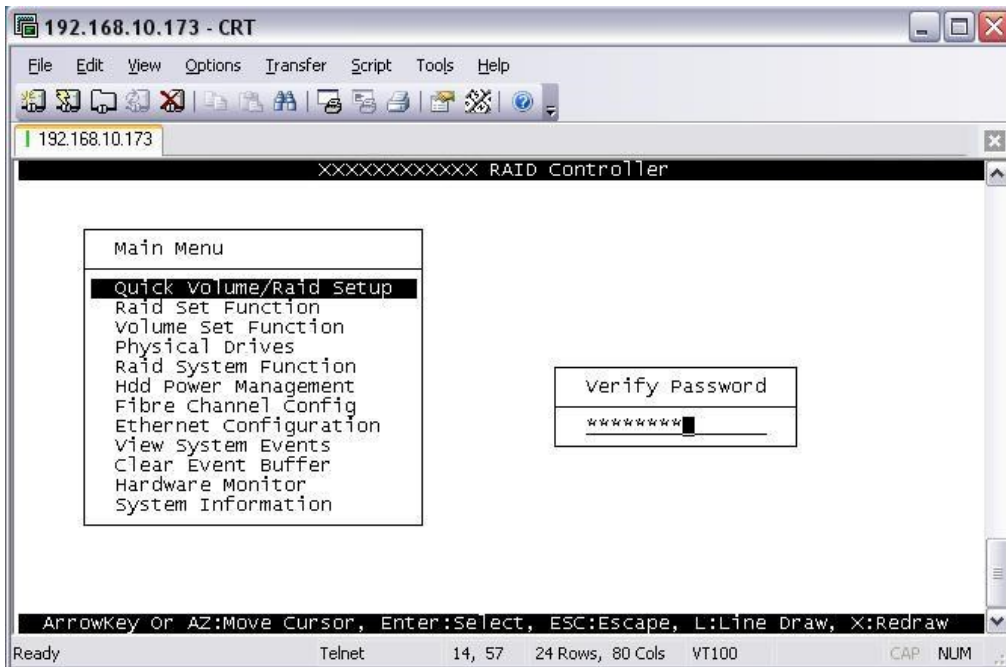 192.168.10.173 - CRT
File Edit View Options Transfer Script Tools Help
192.168.10.173
XXXXXXXXXXXX RAID Controller
Main Menu
Quick Volume/Raid Setup
Raid Set Function
Volume Set Function
Physical Drives
Raid System Function
Hdd Power Management
Fibre Channel Config
Ethernet Configuration
View System Events
Clear Event Buffer
Hardware Monitor
System Information
Verify Password
********
ArrowKey Or AZ:Move Cursor, Enter:Select, ESC:Escape, L:Line Draw, X:Redraw
Ready Telnet 14, 57 24 Rows, 80 Cols VT100 CAP NUM